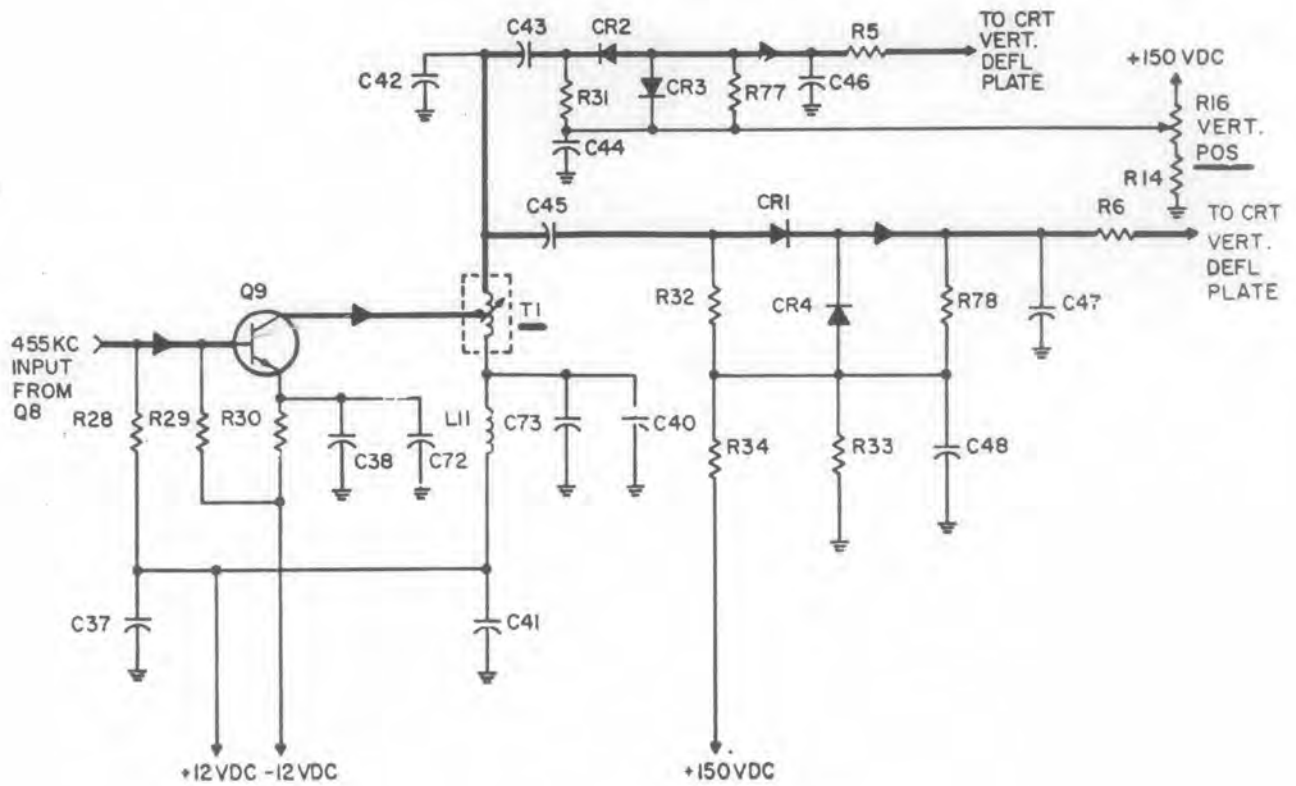 C43
CR2
R5
TO CRT
VERT.
DEFL
PLATE
+150 VDC
C42
R31
CR3
R77
C46
R16
VERT.
POS
C44
R14
C45
CR1
R6
TO CRT
VERT.
DEFL
PLATE
Q9
T1
R32
CR4
R78
C47
455KC
INPUT
FROM
Q8
R28
R29
R30
L11
C73
C40
C38
C72
R34
R33
C48
C37
C41
+12VDC -12VDC
+150VDC